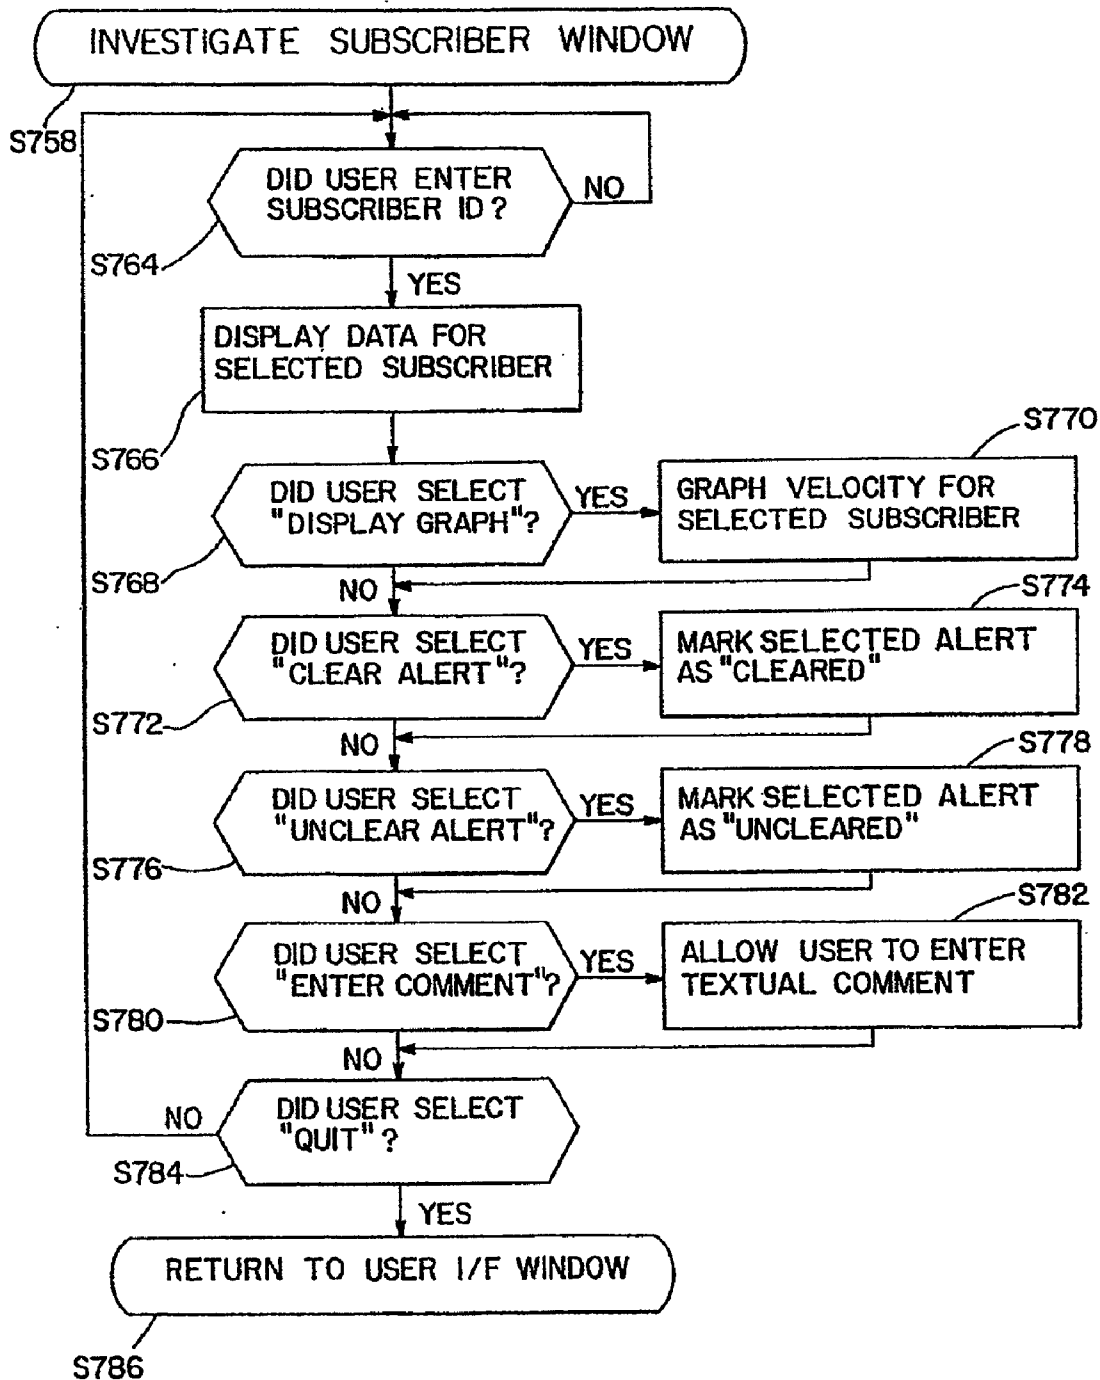 INVESTIGATE SUBSCRIBER WINDOW
S758
DID USER ENTER
SUBSCRIBER ID?
NO
S764
YES
DISPLAY DATA FOR
SELECTED SUBSCRIBER
S766
S770
DID USER SELECT
"DISPLAY GRAPH"?
YES
GRAPH VELOCITY FOR
SELECTED SUBSCRIBER
S768
NO
S774
DID USER SELECT
"CLEAR ALERT"?
YES
MARK SELECTED ALERT
AS "CLEARED"
S772
NO
S778
DID USER SELECT
"UNCLEAR ALERT"?
YES
MARK SELECTED ALERT
AS "UNCLEARED"
S776
NO
S782
DID USER SELECT
"ENTER COMMENT"?
YES
ALLOW USER TO ENTER
TEXTUAL COMMENT
S780
NO
DID USER SELECT
"QUIT"?
NO
S784
YES
RETURN TO USER I/F WINDOW
S786